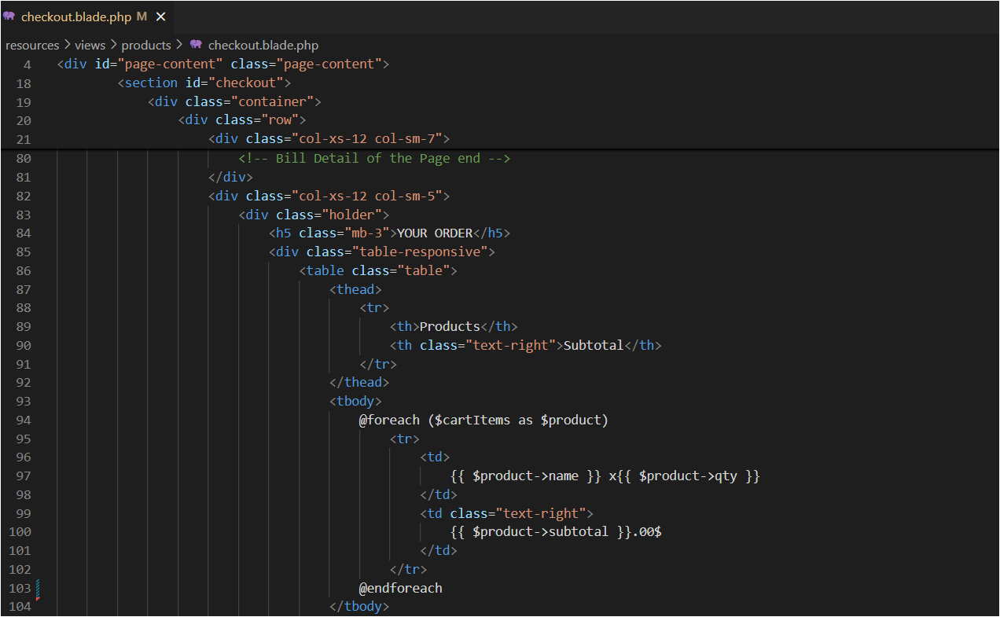 checkout.blade.php M ×
resources > views > products > checkout.blade.php
4 <div id="page-content" class="page-content">
18 <section id="checkout">
19 <div class="container">
20 <div class="row">
21 <div class="col-xs-12 col-sm-7">
80 <!-- Bill Detail of the Page end -->
81 </div>
82 <div class="col-xs-12 col-sm-5">
83 <div class="holder">
84 <h5 class="mb-3">YOUR ORDER</h5>
85 <div class="table-responsive">
86 <table class="table">
87 <thead>
88 <tr>
89 <th>Products</th>
90 <th class="text-right">Subtotal</th>
91 </tr>
92 </thead>
93 <tbody>
94 @foreach ($cartItems as $product)
95 <tr>
96 <td>
97 {{ $product->name }} x{{ $product->qty }}
98 </td>
99 <td class="text-right">
100 {{ $product->subtotal }}.00$
101 </td>
102 </tr>
103 @endforeach
104 </tbody>